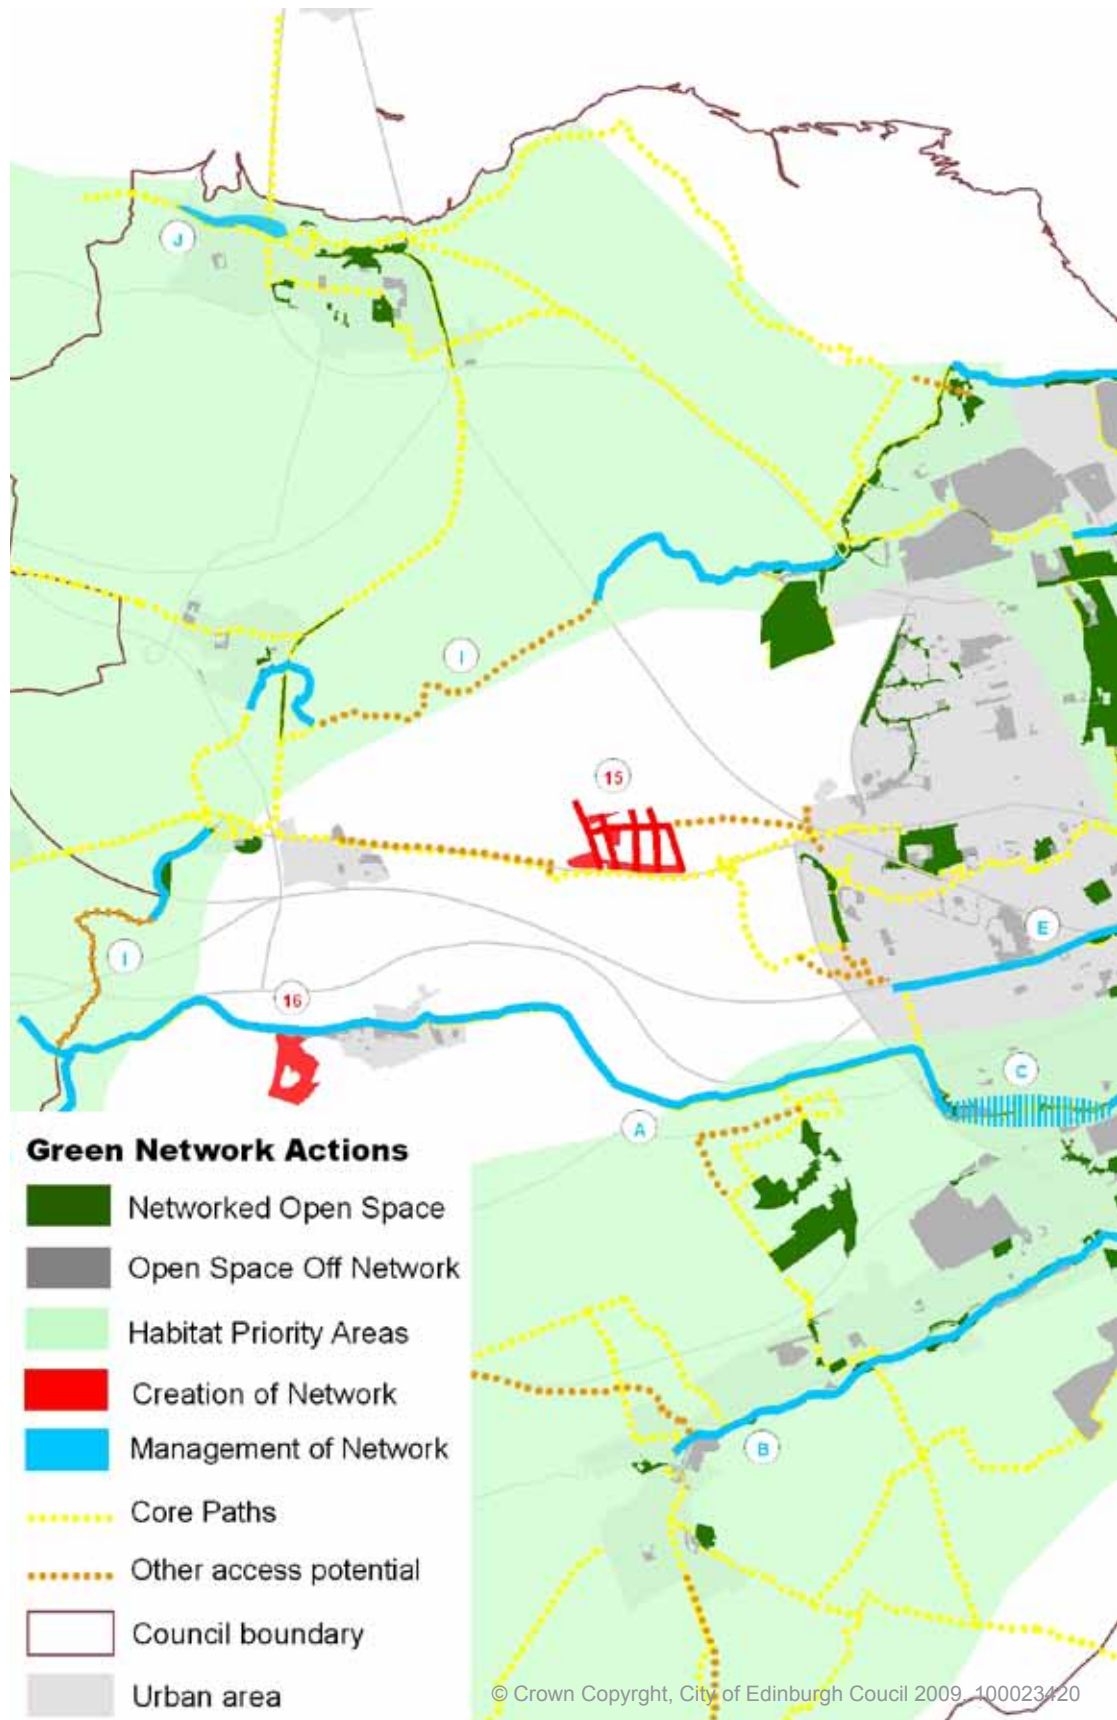 J
I
15
E
I
16
C
A
Green Network Actions
Networked Open Space
Open Space Off Network
Habitat Priority Areas
Creation of Network
Management of Network
B
Core Paths
Other access potential
Council boundary
Urban area
© Crown Copyrght, City of Edinburgh Coucil 2009. 100023420